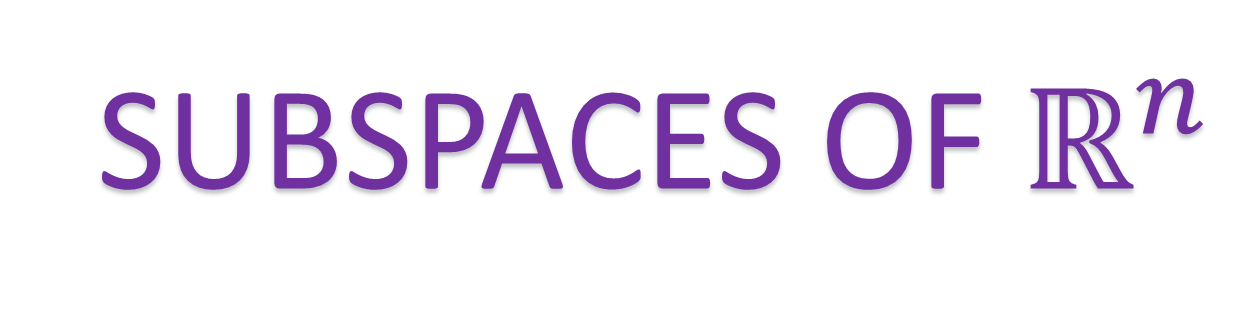 SUBSPACES OF ℝⁿ